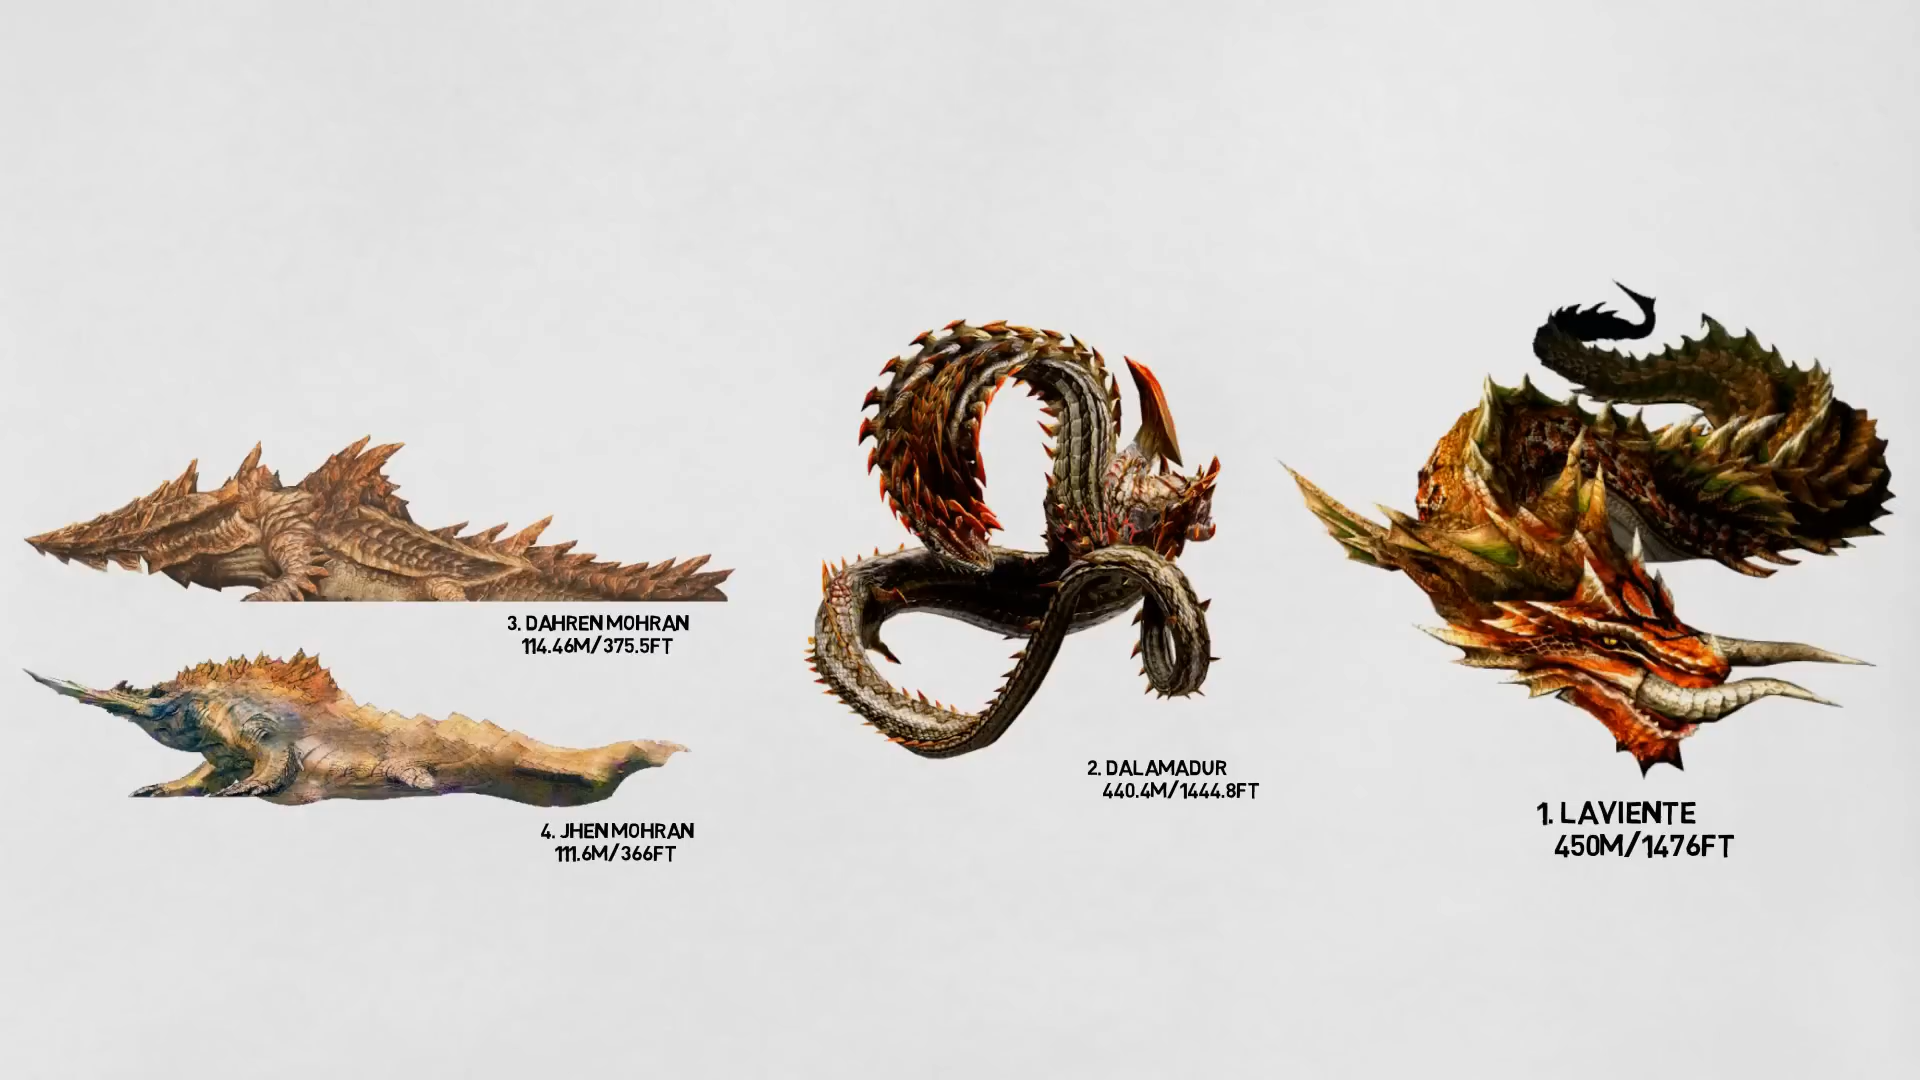 3. DAHREN MOHRAN
114.46M/375.5FT
4. JHEN MOHRAN
111.6M/366FT
2. DALAMADUR
440.4M/1444.8FT
1. LAVIENTE
450M/1476FT